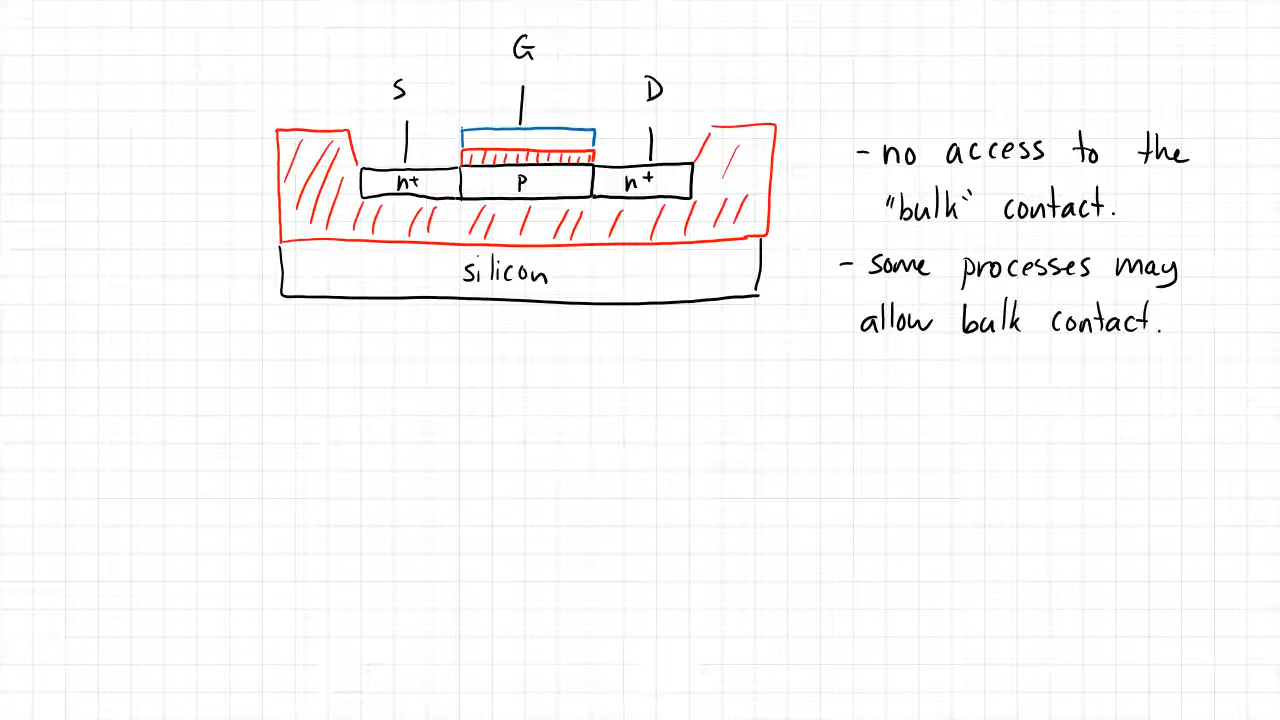 G
S
D
n+
p
n+
silicon
- no access to the
"bulk" contact.
- some processes may
allow bulk contact.